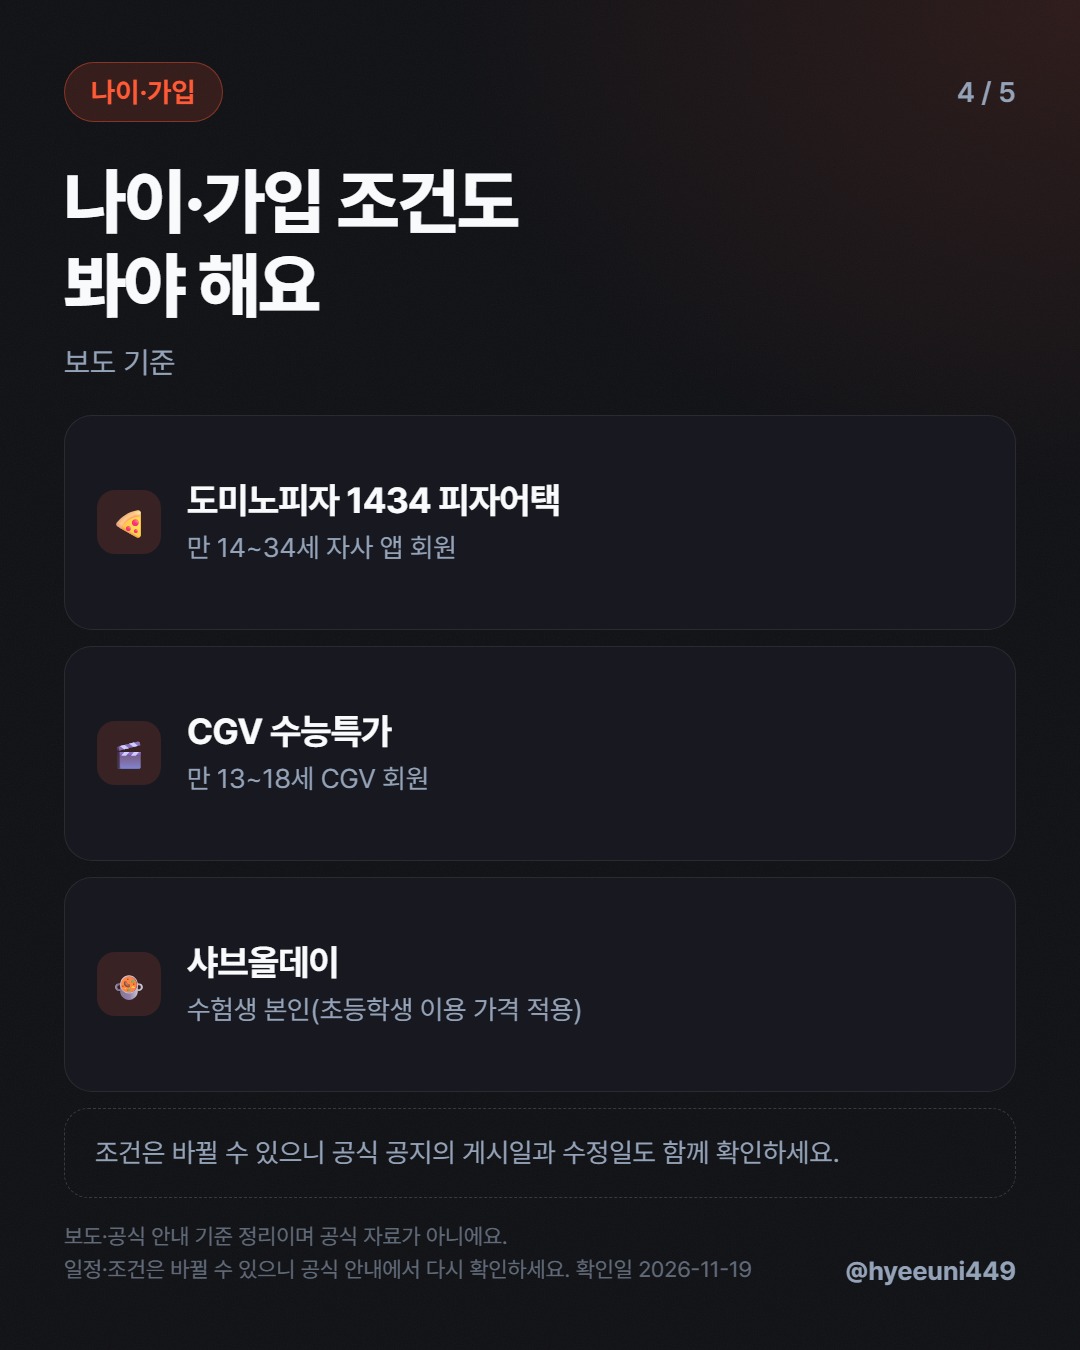 나이·가입
4 / 5
나이·가입 조건도
봐야 해요
보도 기준
도미노피자 1434 피자어택
만 14~34세 자사 앱 회원
CGV 수능특가
만 13~18세 CGV 회원
샤브올데이
수험생 본인(초등학생 이용 가격 적용)
조건은 바뀔 수 있으니 공식 공지의 게시일과 수정일도 함께 확인하세요.
보도·공식 안내 기준 정리이며 공식 자료가 아니에요.
일정·조건은 바뀔 수 있으니 공식 안내에서 다시 확인하세요. 확인일 2026-11-19
@hyeeuni449